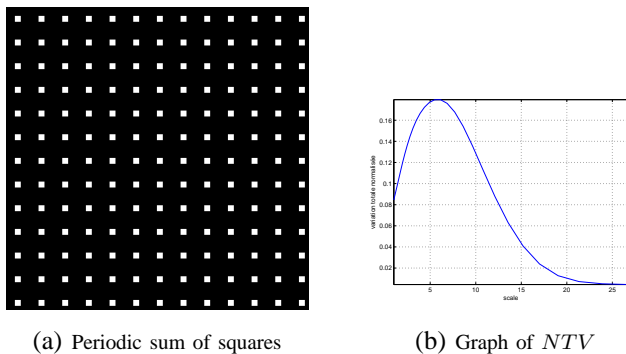 0.16
0.14
0.12
0.1
0.08
0.06
0.04
0.02
variation totale normalisée
5 10 15 20 25
scale
(a) Periodic sum of squares
(b) Graph of NTV